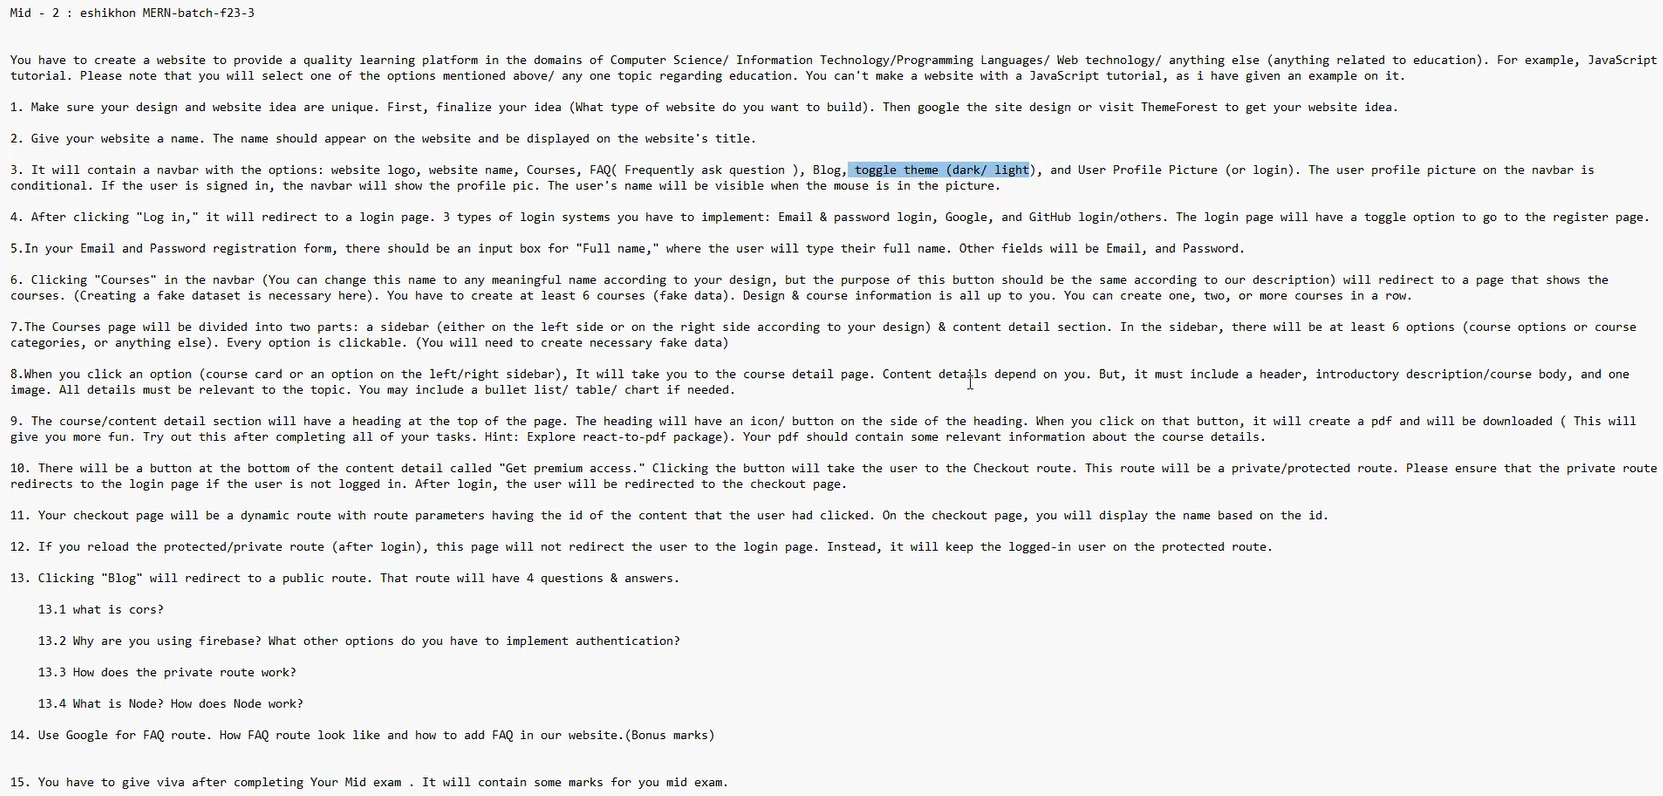 Mid - 2 : eshikhon MERN-batch-f23-3
You have to create a website to provide a quality learning platform in the domains of Computer Science/ Information Technology/Programming Languages/ Web technology/ anything else (anything related to education). For example, JavaScript
tutorial. Please note that you will select one of the options mentioned above/ any one topic regarding education. You can't make a website with a JavaScript tutorial, as i have given an example on it.
1. Make sure your design and website idea are unique. First, finalize your idea (What type of website do you want to build). Then google the site design or visit ThemeForest to get your website idea.
2. Give your website a name. The name should appear on the website and be displayed on the website's title.
3. It will contain a navbar with the options: website logo, website name, Courses, FAQ( Frequently ask question ), Blog, toggle theme (dark/ light), and User Profile Picture (or login). The user profile picture on the navbar is
conditional. If the user is signed in, the navbar will show the profile pic. The user's name will be visible when the mouse is in the picture.
4. After clicking "Log in," it will redirect to a login page. 3 types of login systems you have to implement: Email & password login, Google, and GitHub login/others. The login page will have a toggle option to go to the register page.
5.In your Email and Password registration form, there should be an input box for "Full name," where the user will type their full name. Other fields will be Email, and Password.
6. Clicking "Courses" in the navbar (You can change this name to any meaningful name according to your design, but the purpose of this button should be the same according to our description) will redirect to a page that shows the
courses. (Creating a fake dataset is necessary here). You have to create at least 6 courses (fake data). Design & course information is all up to you. You can create one, two, or more courses in a row.
7.The Courses page will be divided into two parts: a sidebar (either on the left side or on the right side according to your design) & content detail section. In the sidebar, there will be at least 6 options (course options or course
categories, or anything else). Every option is clickable. (You will need to create necessary fake data)
8.When you click an option (course card or an option on the left/right sidebar), It will take you to the course detail page. Content details depend on you. But, it must include a header, introductory description/course body, and one
image. All details must be relevant to the topic. You may include a bullet list/ table/ chart if needed.
9. The course/content detail section will have a heading at the top of the page. The heading will have an icon/ button on the side of the heading. When you click on that button, it will create a pdf and will be downloaded ( This will
give you more fun. Try out this after completing all of your tasks. Hint: Explore react-to-pdf package). Your pdf should contain some relevant information about the course details.
10. There will be a button at the bottom of the content detail called "Get premium access." Clicking the button will take the user to the Checkout route. This route will be a private/protected route. Please ensure that the private route
redirects to the login page if the user is not logged in. After login, the user will be redirected to the checkout page.
11. Your checkout page will be a dynamic route with route parameters having the id of the content that the user had clicked. On the checkout page, you will display the name based on the id.
12. If you reload the protected/private route (after login), this page will not redirect the user to the login page. Instead, it will keep the logged-in user on the protected route.
13. Clicking "Blog" will redirect to a public route. That route will have 4 questions & answers.
13.1 what is cors?
13.2 Why are you using firebase? What other options do you have to implement authentication?
13.3 How does the private route work?
13.4 What is Node? How does Node work?
14. Use Google for FAQ route. How FAQ route look like and how to add FAQ in our website.(Bonus marks)
15. You have to give viva after completing Your Mid exam . It will contain some marks for you mid exam.